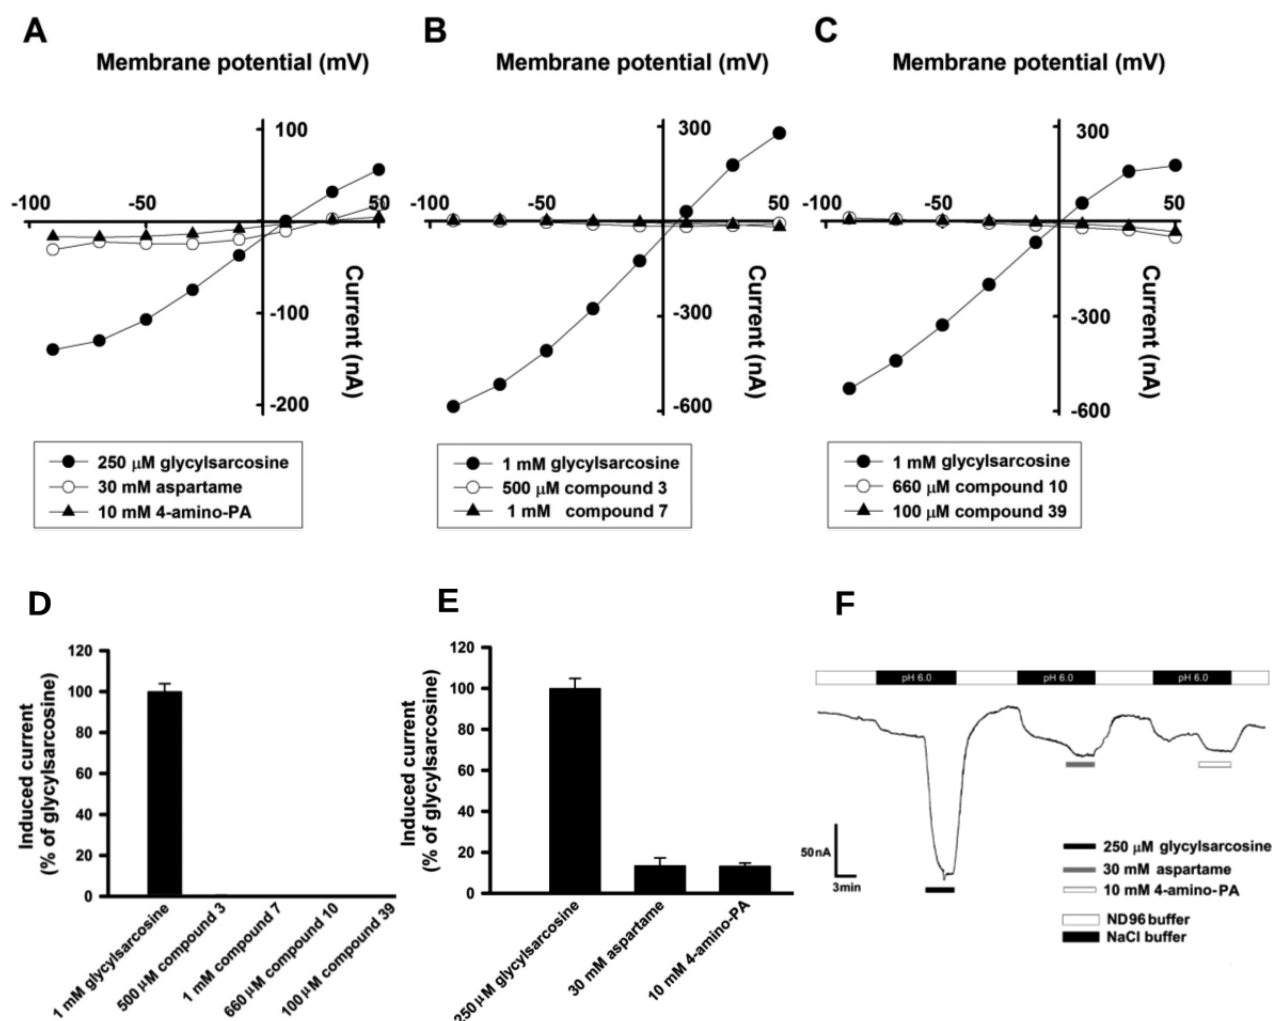 A
Membrane potential (mV)
100
-100
-50
50
-100
-200
Current (nA)
250 µM glycylsarcosine
30 mM aspartame
10 mM 4-amino-PA
B
Membrane potential (mV)
300
-100
-50
50
-300
-600
Current (nA)
1 mM glycylsarcosine
500 µM compound 3
1 mM compound 7
C
Membrane potential (mV)
300
-100
-50
50
-300
-600
Current (nA)
1 mM glycylsarcosine
660 µM compound 10
100 µM compound 39
D
Induced current
(% of glycylsarcosine)
120
100
80
60
40
20
0
1 mM glycylsarcosine
500 µM compound 3
1 mM compound 7
660 µM compound 10
100 µM compound 39
E
Induced current
(% of glycylsarcosine)
120
100
80
60
40
20
0
250 µM glycylsarcosine
30 mM aspartame
10 mM 4-amino-PA
F
pH 6.0
pH 6.0
pH 6.0
50nA
3min
250 µM glycylsarcosine
30 mM aspartame
10 mM 4-amino-PA
ND96 buffer
NaCl buffer